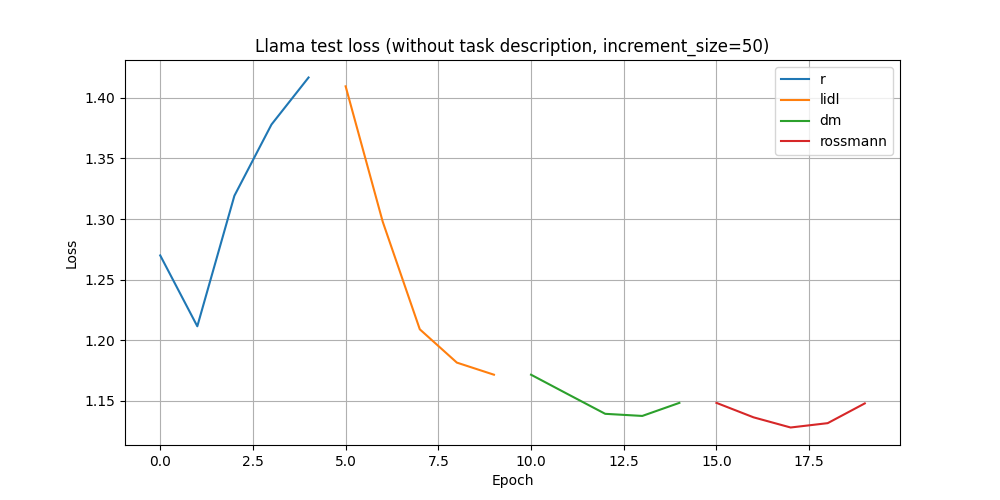 Llama test loss (without task description, increment_size=50)
r
lidl
dm
rossmann
Loss
1.40
1.35
1.30
1.25
1.20
1.15
0.0
2.5
5.0
7.5
10.0
12.5
15.0
17.5
Epoch